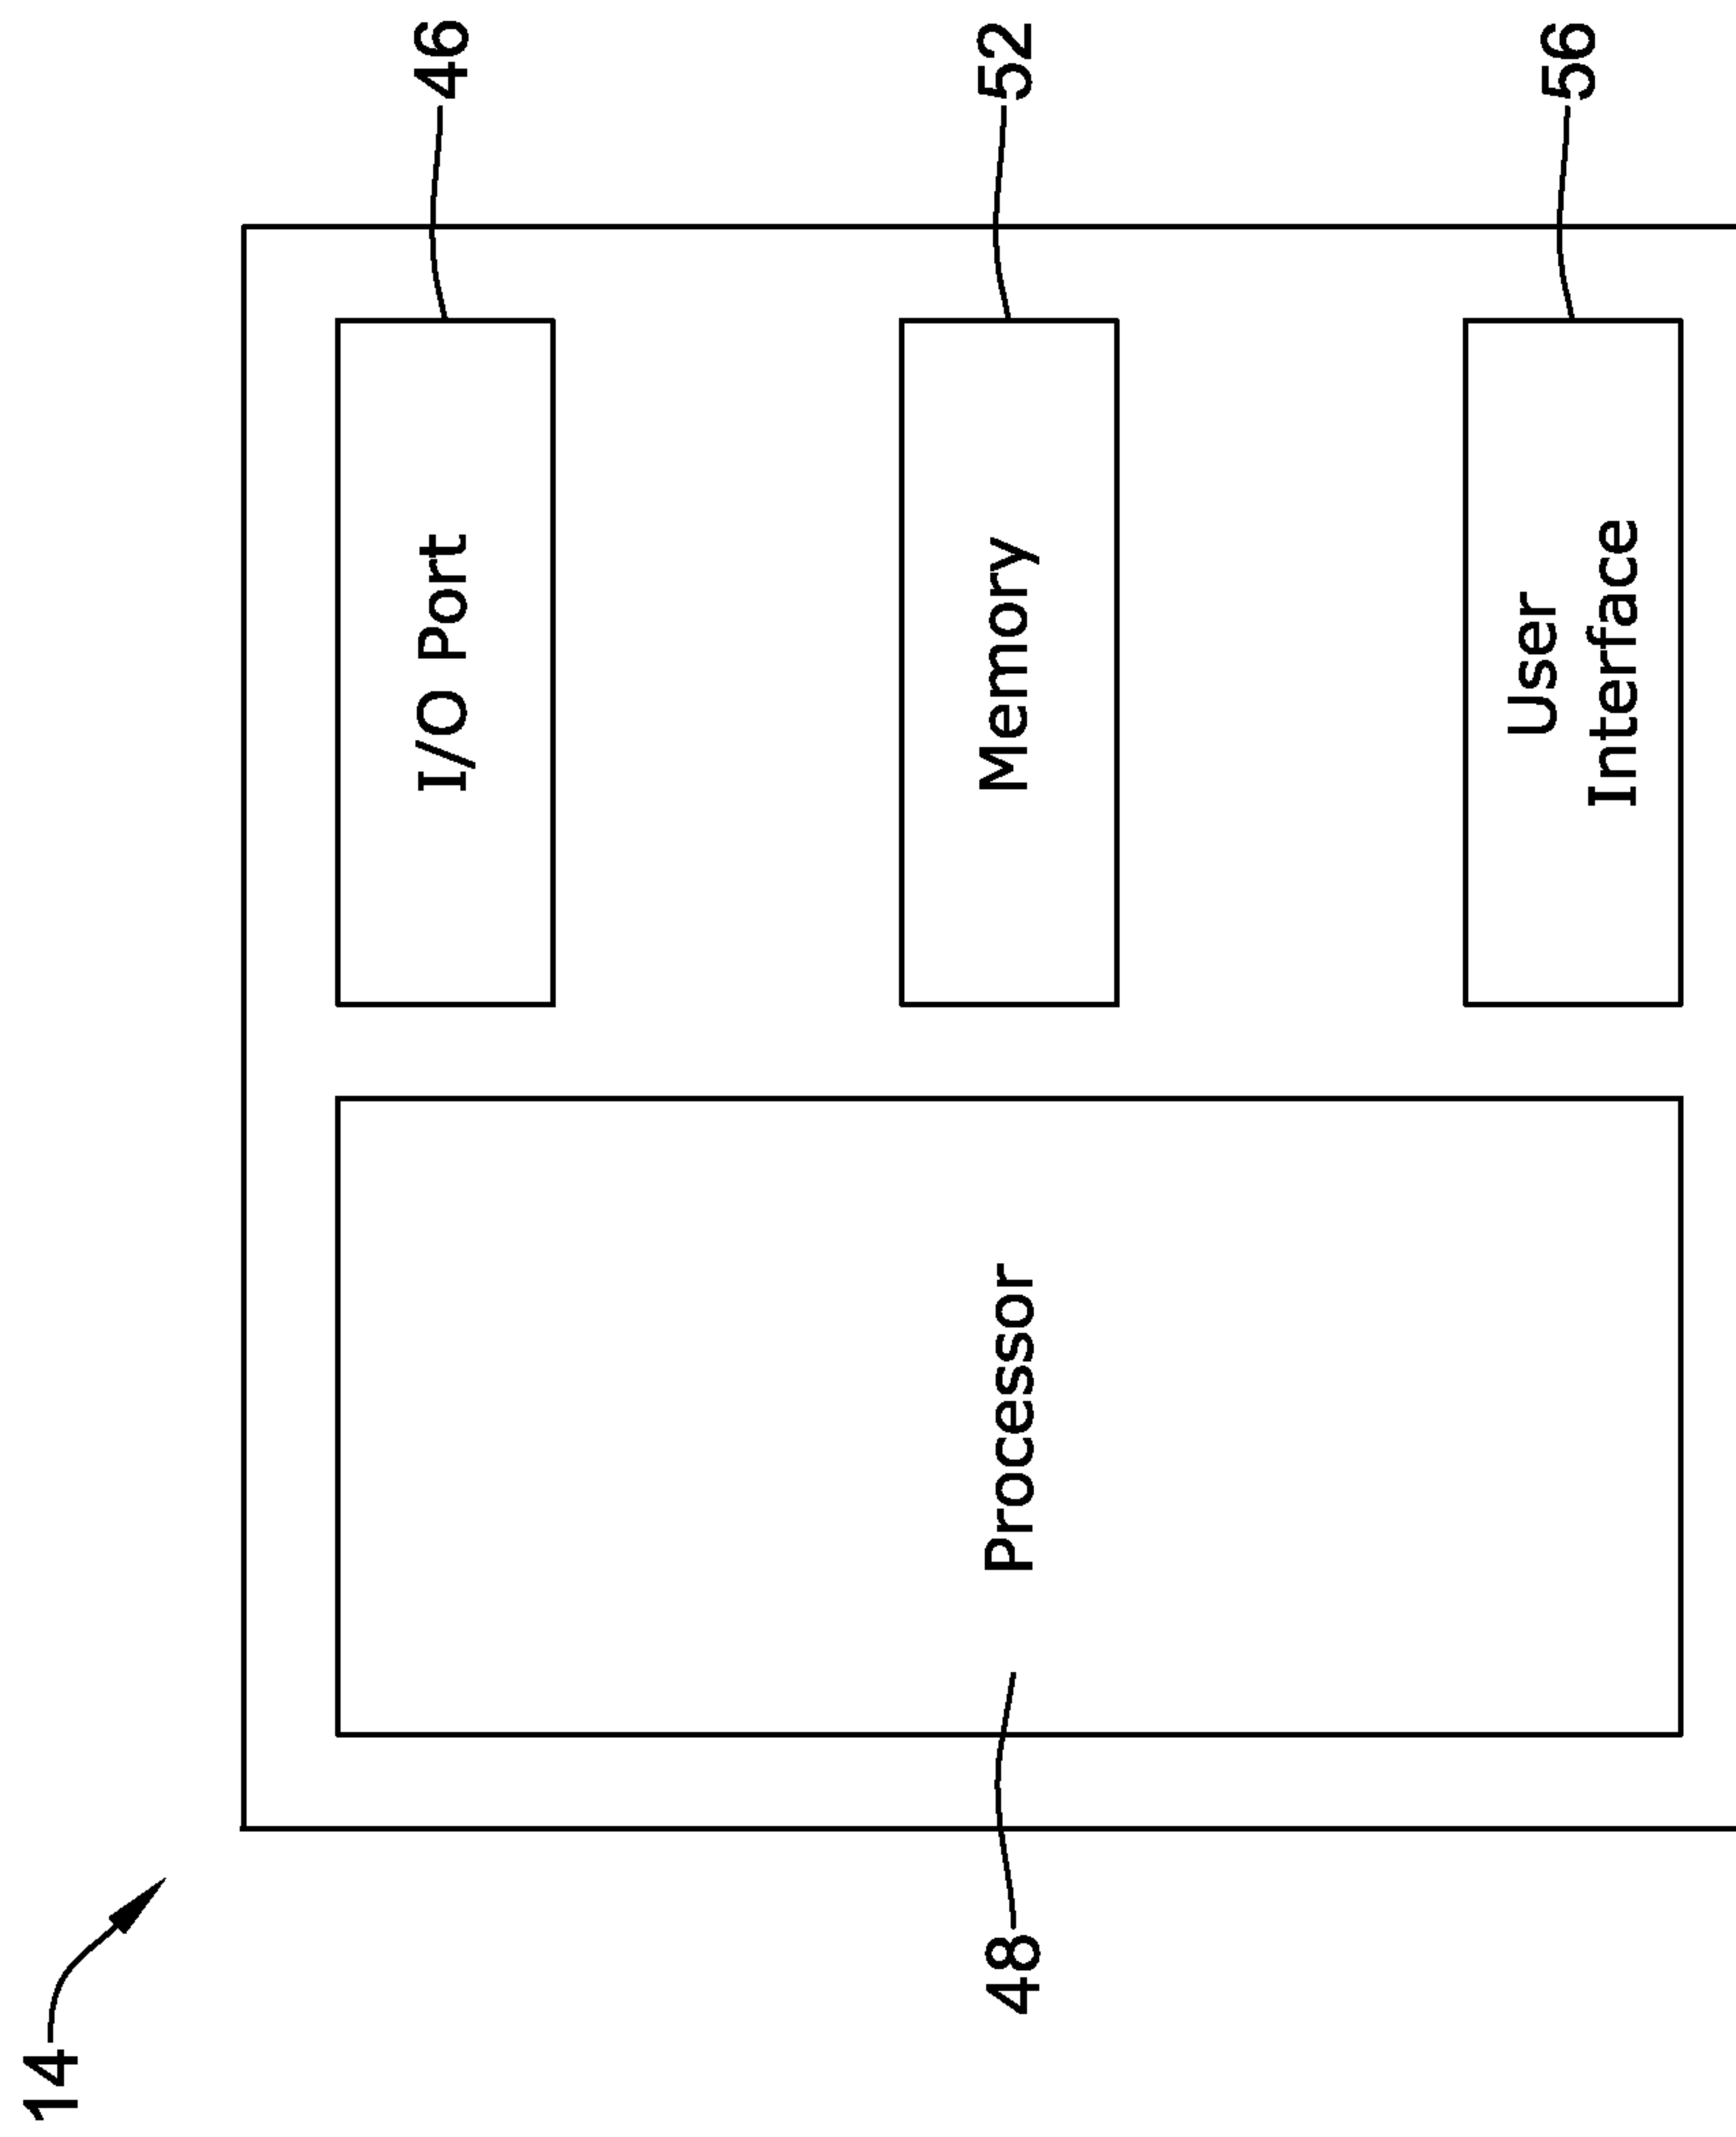 14
I/O Port
46
Processor
48
Memory
52
User
Interface
56